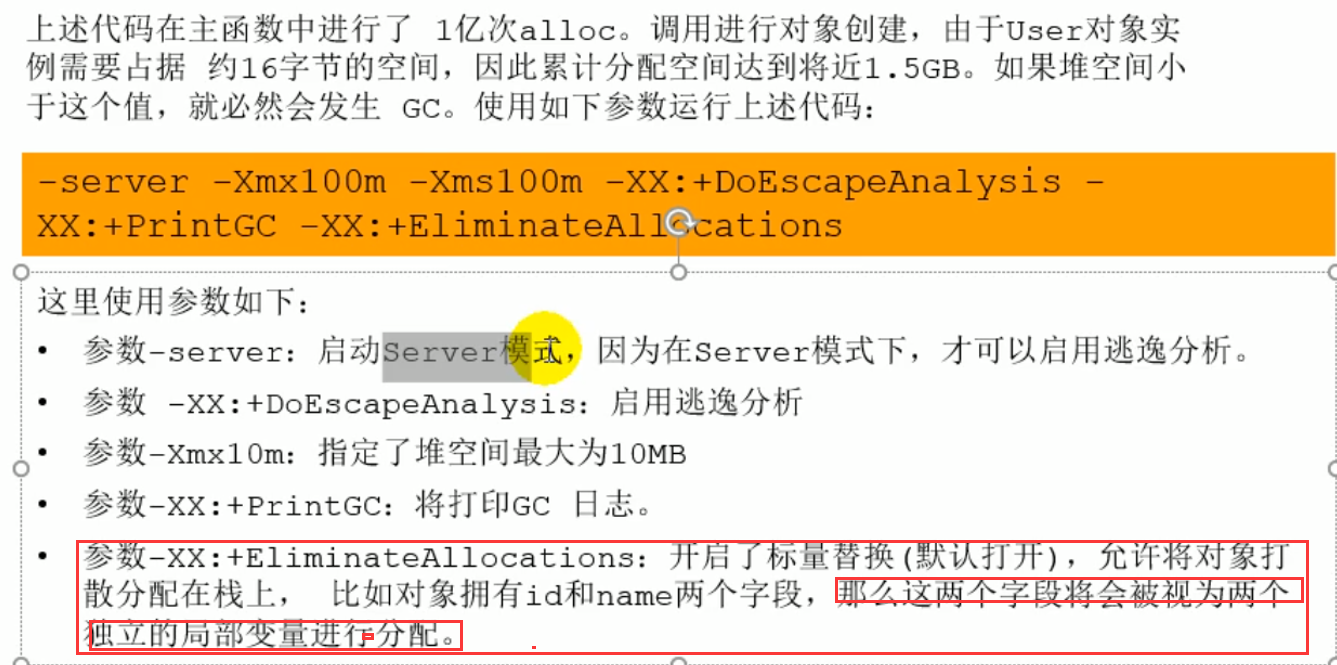 上述代码在主函数中进行了 1亿次alloc。调用进行对象创建，由于User对象实
例需要占据 约16字节的空间，因此累计分配空间达到将近1.5GB。如果堆空间小
于这个值，就必然会发生 GC。使用如下参数运行上述代码：
-server -Xmx100m -Xms100m -XX:+DoEscapeAnalysis -
XX:+PrintGC -XX:+EliminateAllocations
这里使用参数如下：
• 参数-server：启动Server模式，因为在Server模式下，才可以启用逃逸分析。
• 参数 -XX:+DoEscapeAnalysis：启用逃逸分析
• 参数-Xmx10m：指定了堆空间最大为10MB
• 参数-XX:+PrintGC：将打印GC 日志。
• 参数-XX:+EliminateAllocations：开启了标量替换(默认打开)，允许将对象打
散分配在栈上， 比如对象拥有id和name两个字段，那么这两个字段将会被视为两个
独立的局部变量进行分配。